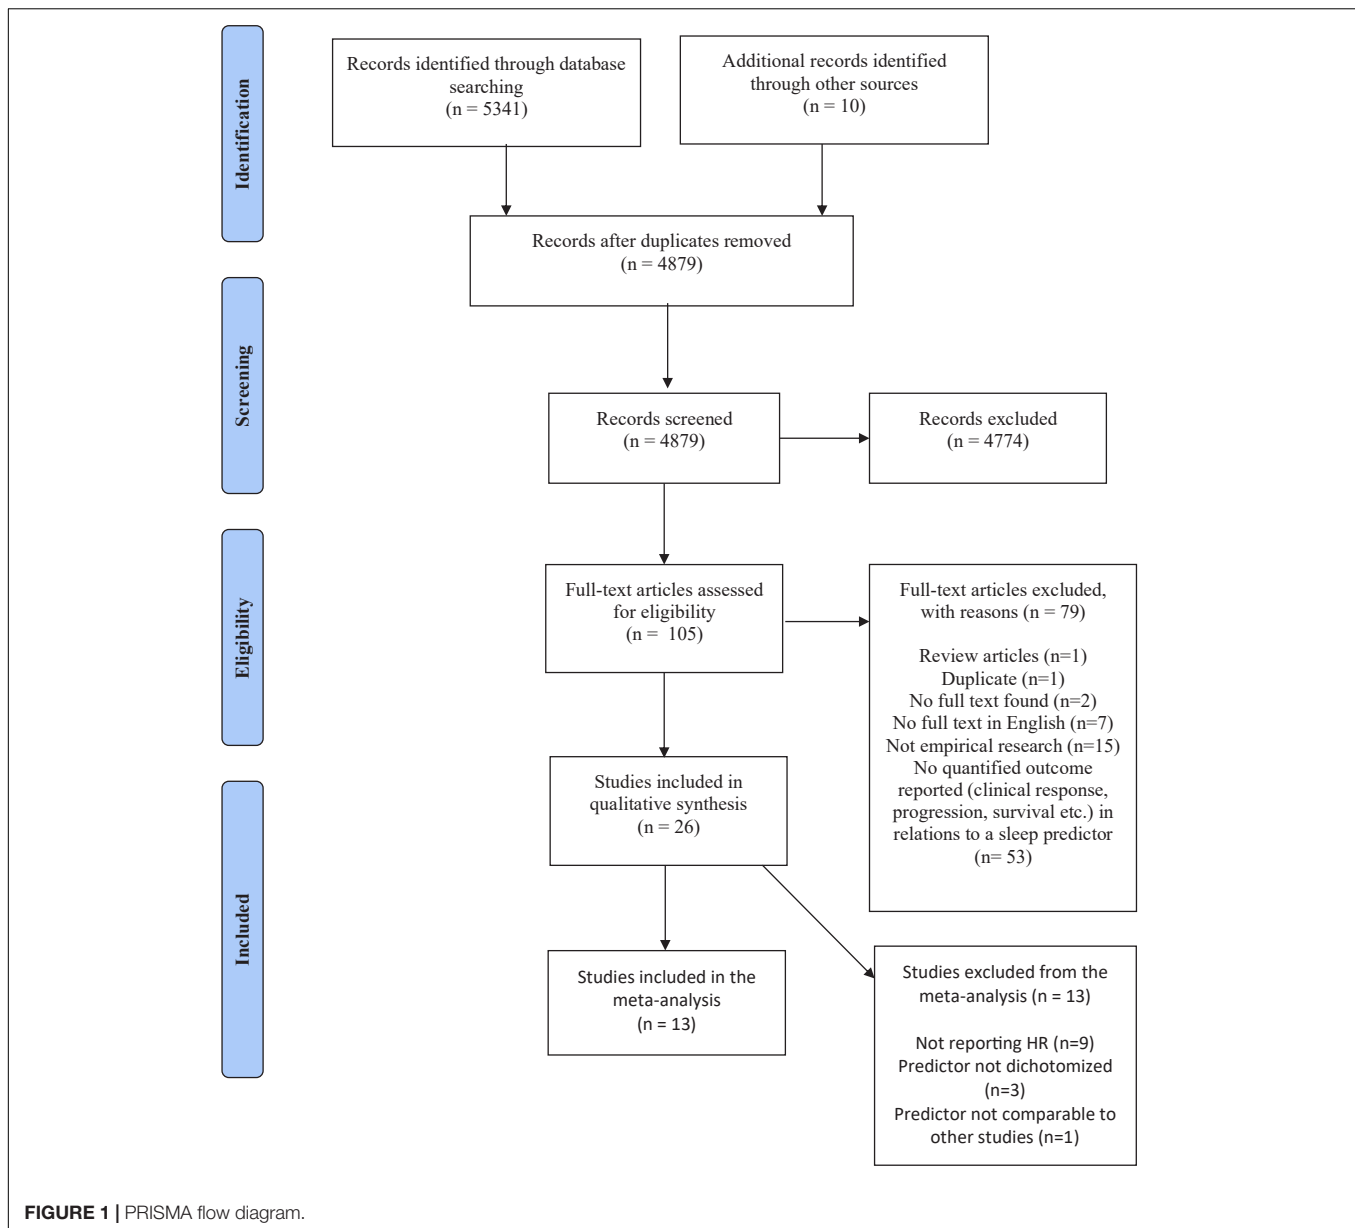 Identification
Records identified through database
searching
(n = 5341)
Additional records identified
through other sources
(n = 10)
Records after duplicates removed
(n = 4879)
Screening
Records screened
(n = 4879)
Records excluded
(n = 4774)
Eligibility
Full-text articles assessed
for eligibility
(n = 105)
Full-text articles excluded,
with reasons (n = 79)
Review articles (n=1)
Duplicate (n=1)
No full text found (n=2)
No full text in English (n=7)
Not empirical research (n=15)
No quantified outcome
reported (clinical response,
progression, survival etc.) in
relations to a sleep predictor
(n= 53)
Studies included in
qualitative synthesis
(n = 26)
Included
Studies included in the
meta-analysis
(n = 13)
Studies excluded from the
meta-analysis (n = 13)
Not reporting HR (n=9)
Predictor not dichotomized
(n=3)
Predictor not comparable to
other studies (n=1)
FIGURE 1 | PRISMA flow diagram.